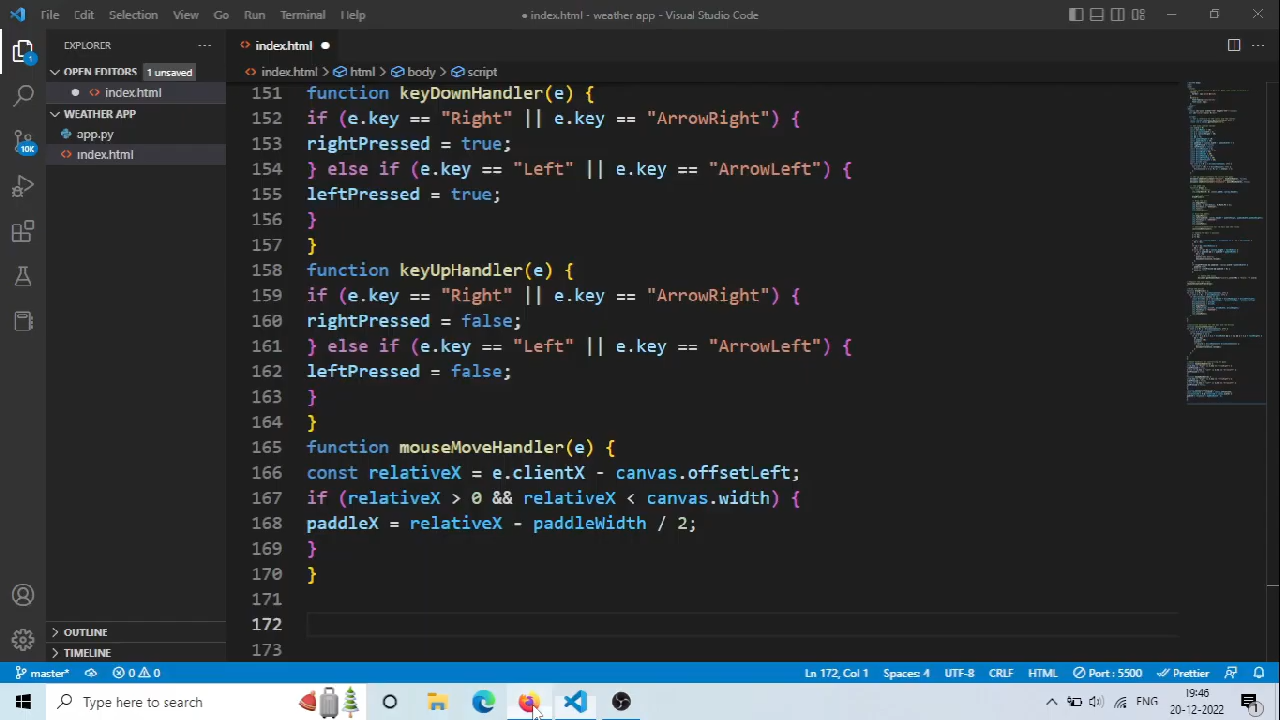 File Edit Selection View Go Run Terminal Help
● index.html - weather app - Visual Studio Code
EXPLORER ···
index.html ●
OPEN EDITORS 1 unsaved
● index.html
index.html > html > body > script
WEATHER APP
app.py
index.html
1
10K
151 function keyDownHandler(e) {
152 if (e.key == "Right" || e.key == "ArrowRight") {
153 rightPressed = true;
154 } else if (e.key == "Left" || e.key == "ArrowLeft") {
155 leftPressed = true;
156 }
157 }
158 function keyUpHandler(e) {
159 if (e.key == "Right" || e.key == "ArrowRight") {
160 rightPressed = false;
161 } else if (e.key == "Left" || e.key == "ArrowLeft") {
162 leftPressed = false;
163 }
164 }
165 function mouseMoveHandler(e) {
166 const relativeX = e.clientX - canvas.offsetLeft;
167 if (relativeX > 0 && relativeX < canvas.width) {
168 paddleX = relativeX - paddleWidth / 2;
169 }
170 }
171
172
173
OUTLINE
TIMELINE
master* 0 0 Ln 172, Col 1 Spaces: 4 UTF-8 CRLF HTML Port : 5500 Prettier
Type here to search
ENG
19:46
20-12-2022
1